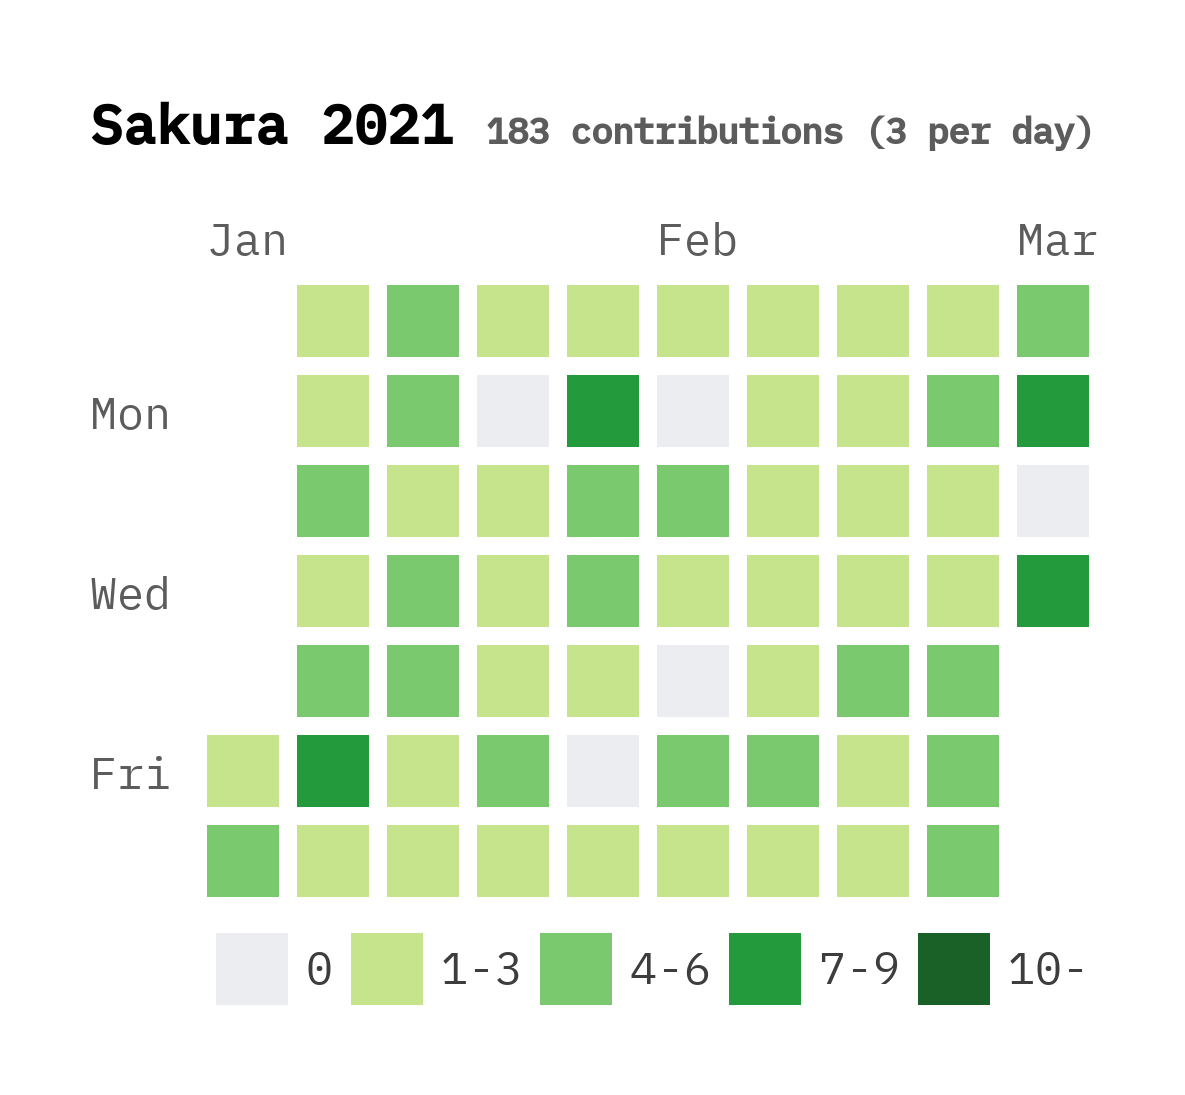 Sakura 2021 183 contributions (3 per day)
Jan Feb Mar
Mon
Wed
Fri
0 1-3 4-6 7-9 10-